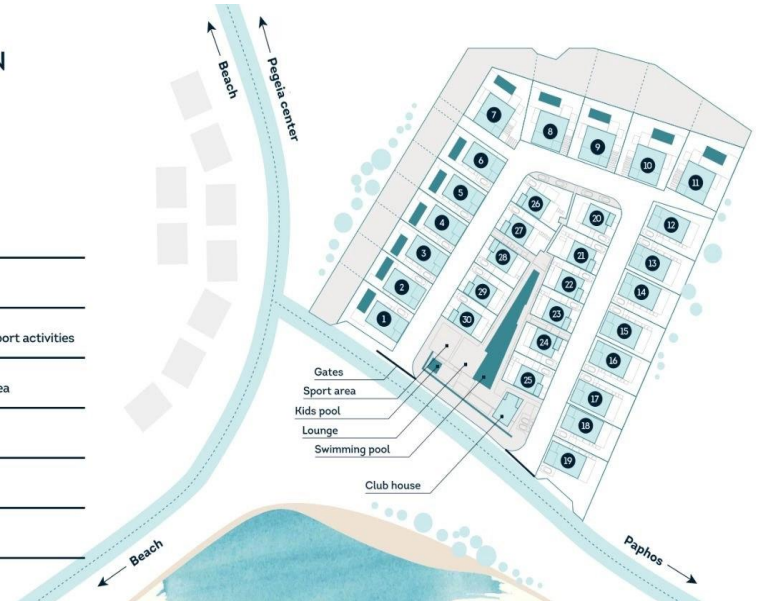 N
port activities
ea
Beach
Pegeia center
7
8
9
10
11
6
5
4
3
2
1
26
27
28
29
30
20
21
22
23
24
25
12
13
14
15
16
17
18
19
Gates
Sport area
Kids pool
Lounge
Swimming pool
Club house
Beach
Paphos